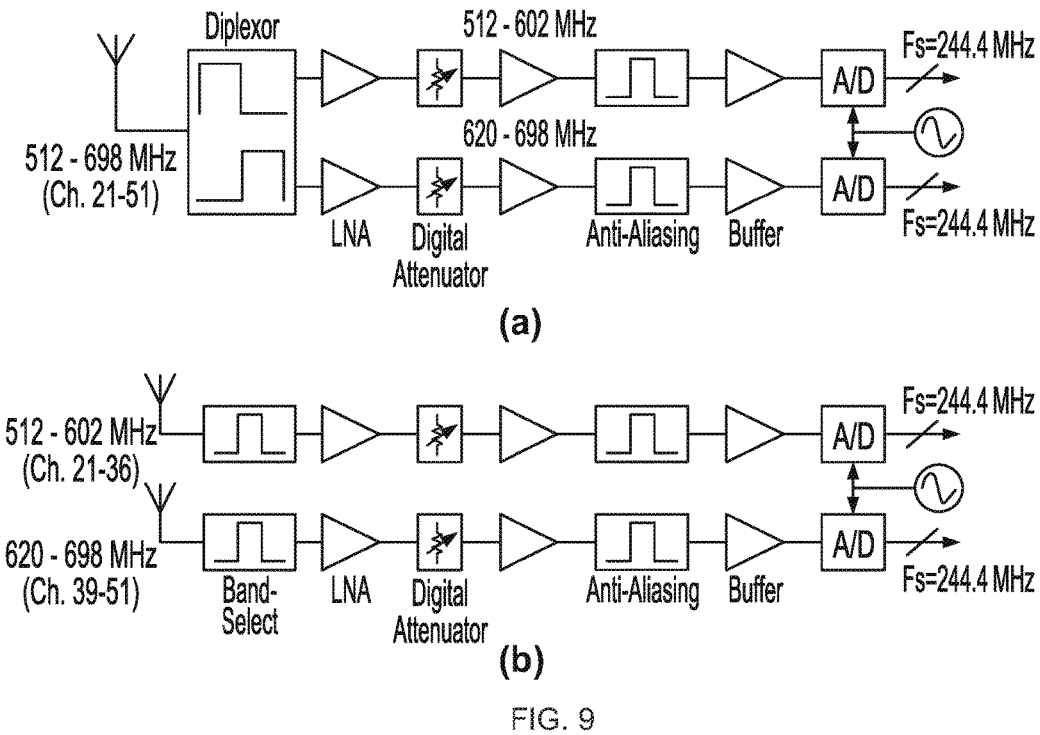 Diplexor
512 - 602 MHz
Fs=244.4 MHz
A/D
512 - 698 MHz
(Ch. 21-51)
620 - 698 MHz
A/D
Fs=244.4 MHz
LNA
Digital
Attenuator
Anti-Aliasing
Buffer
(a)
512 - 602 MHz
(Ch. 21-36)
Fs=244.4 MHz
A/D
620 - 698 MHz
(Ch. 39-51)
A/D
Fs=244.4 MHz
Band-
Select
LNA
Digital
Attenuator
Anti-Aliasing
Buffer
(b)
FIG. 9